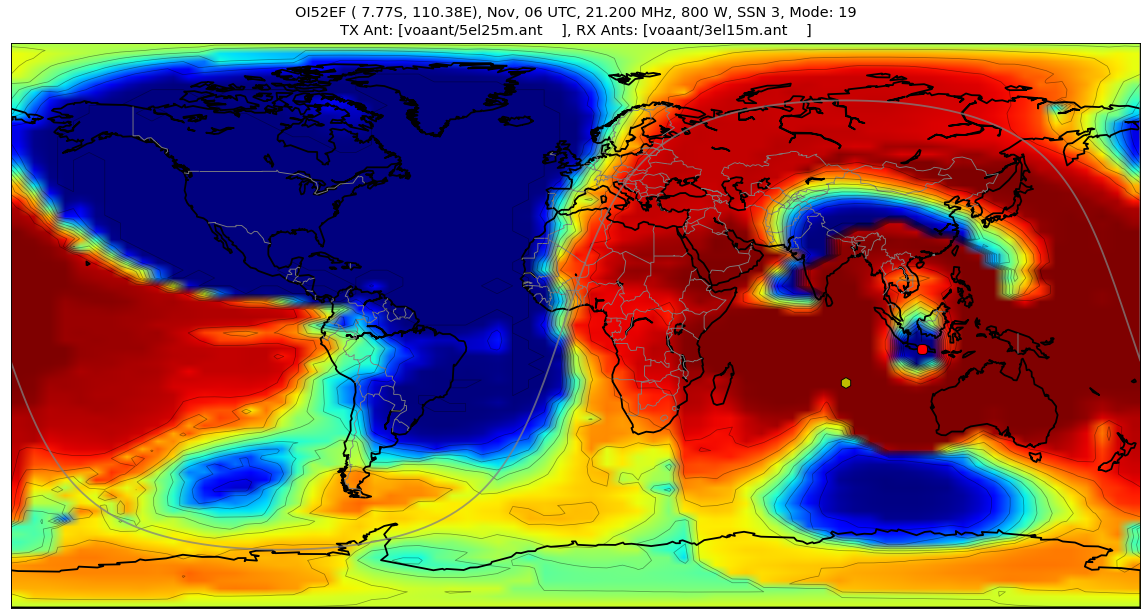 OI52EF ( 7.77S, 110.38E), Nov, 06 UTC, 21.200 MHz, 800 W, SSN 3, Mode: 19
TX Ant: [voaant/5el25m.ant    ], RX Ants: [voaant/3el15m.ant    ]